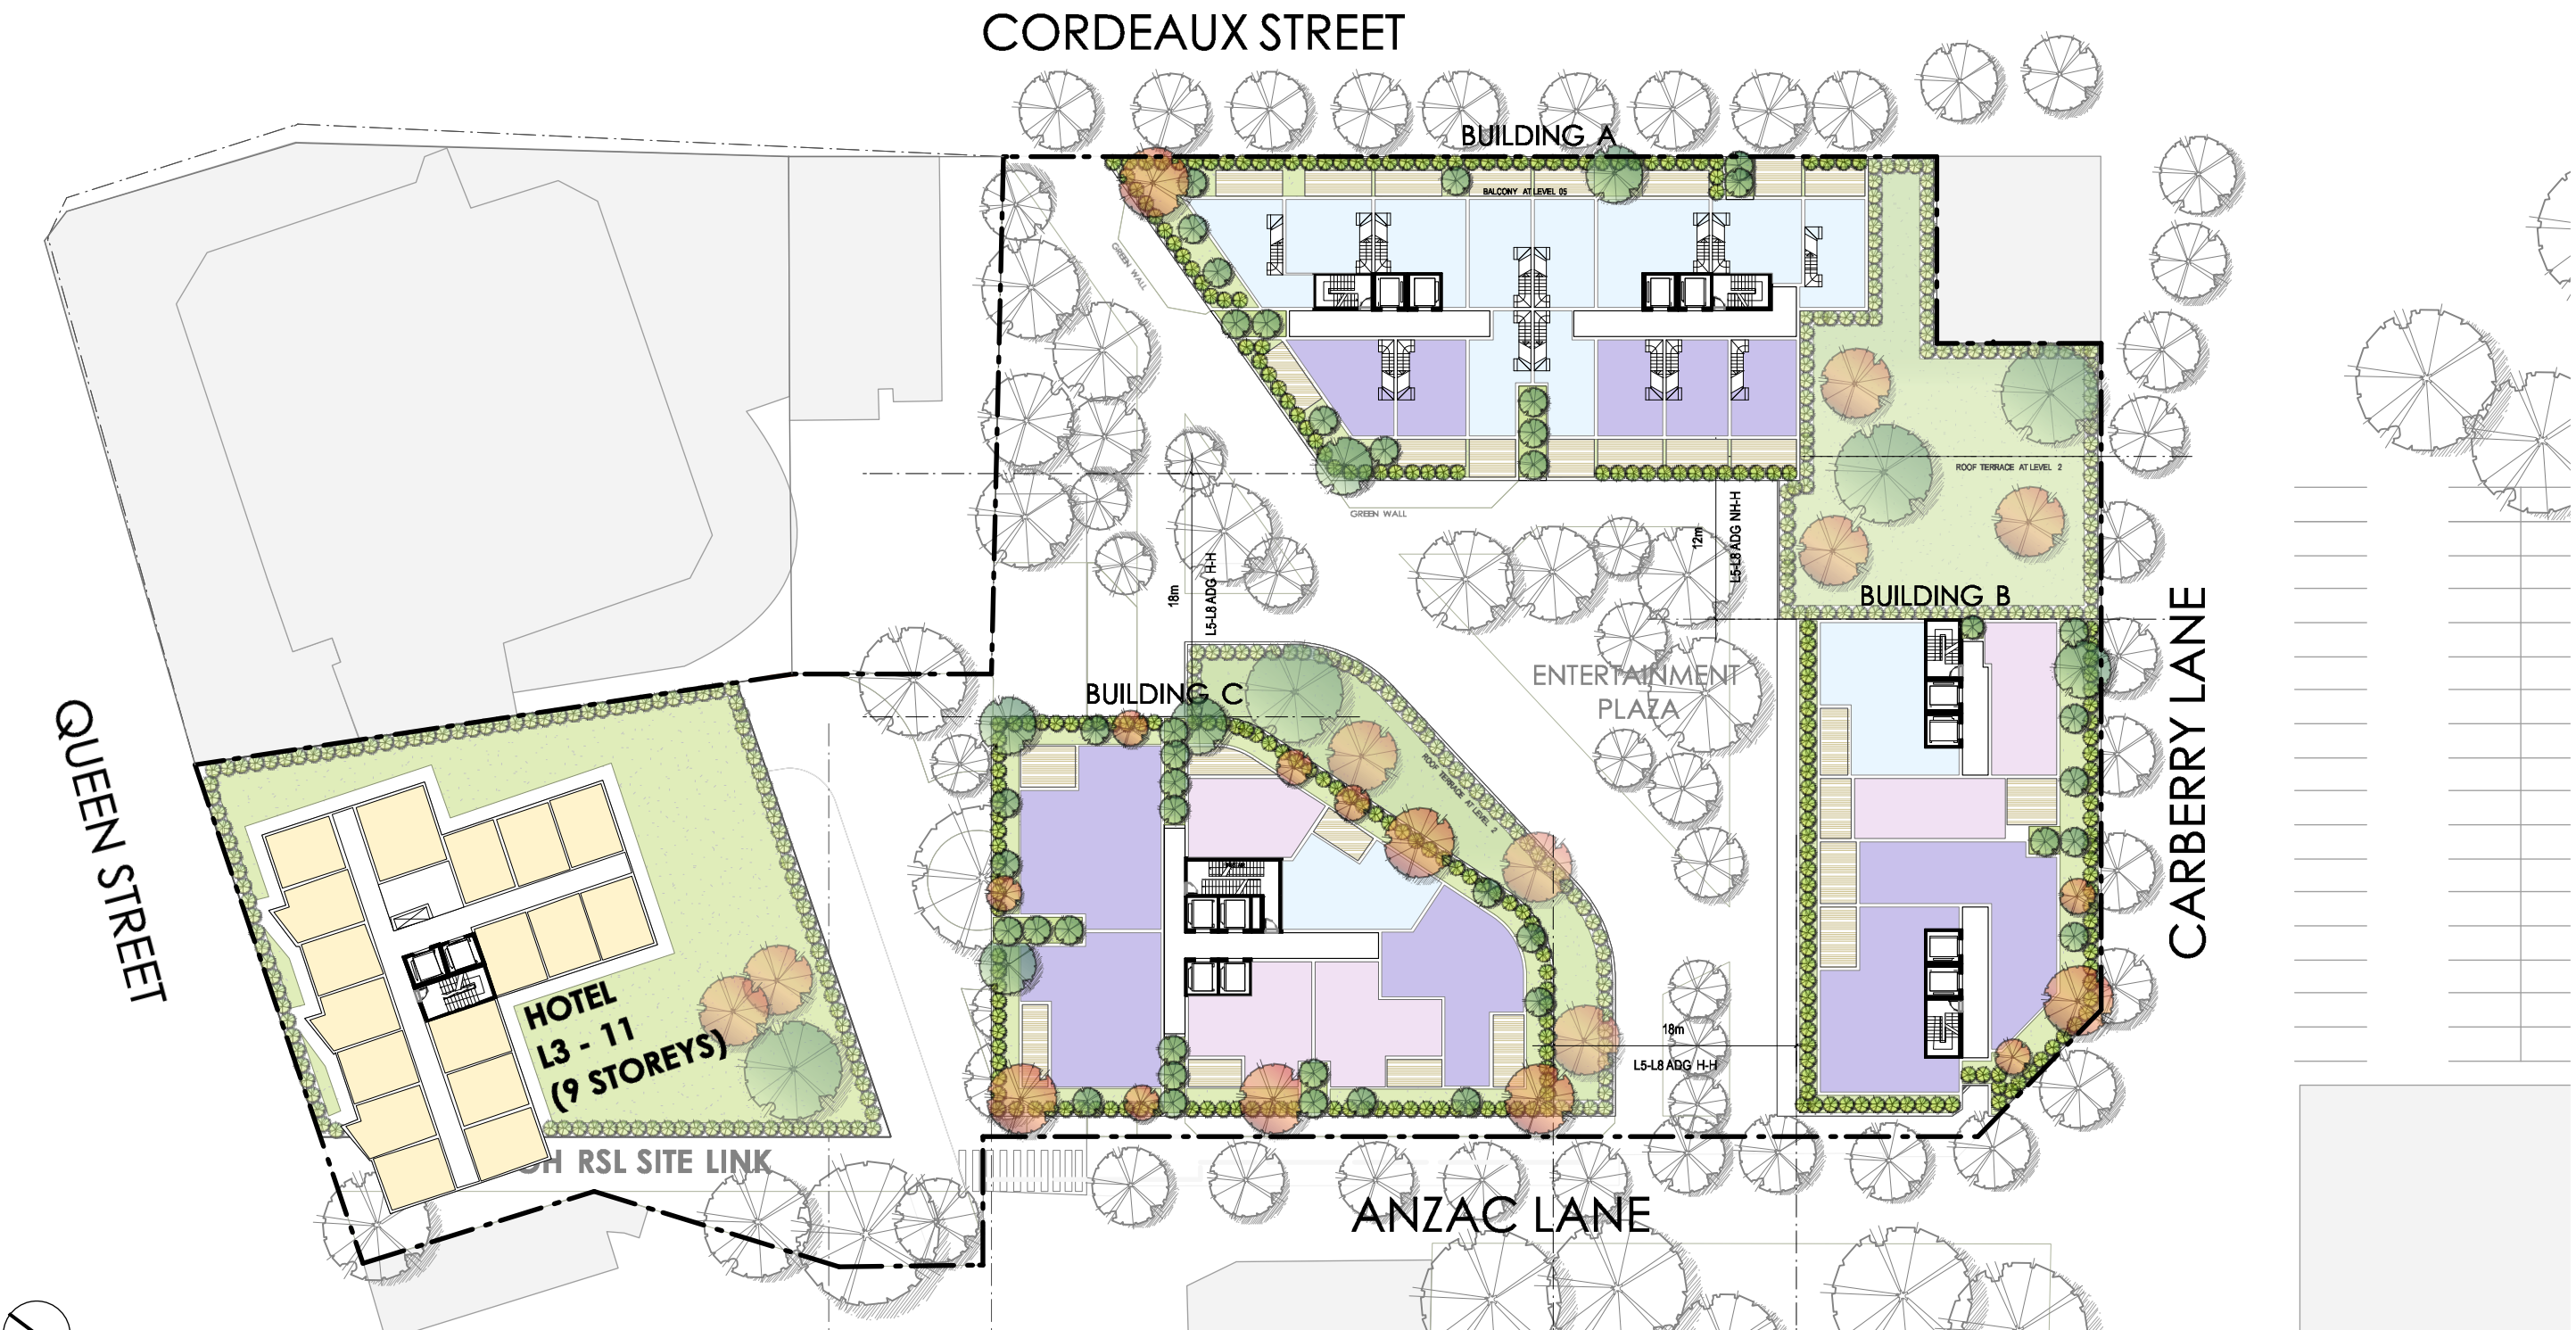 CORDEAUX STREET
BUILDING A
BALCONY AT LEVEL 05
GREEN WALL
ROOF TERRACE AT LEVEL 2
GREEN WALL
12m
L5-L8 ADG NH-H
18m
L5-L8 ADG H-H
BUILDING B
ENTERTAINMENT
PLAZA
BUILDING C
ROOF TERRACE AT LEVEL 2
QUEEN STREET
CARBERRY LANE
HOTEL
L3 - 11
(9 STOREYS)
18m
L5-L8 ADG H-H
RSL SITE LINK
ANZAC LANE